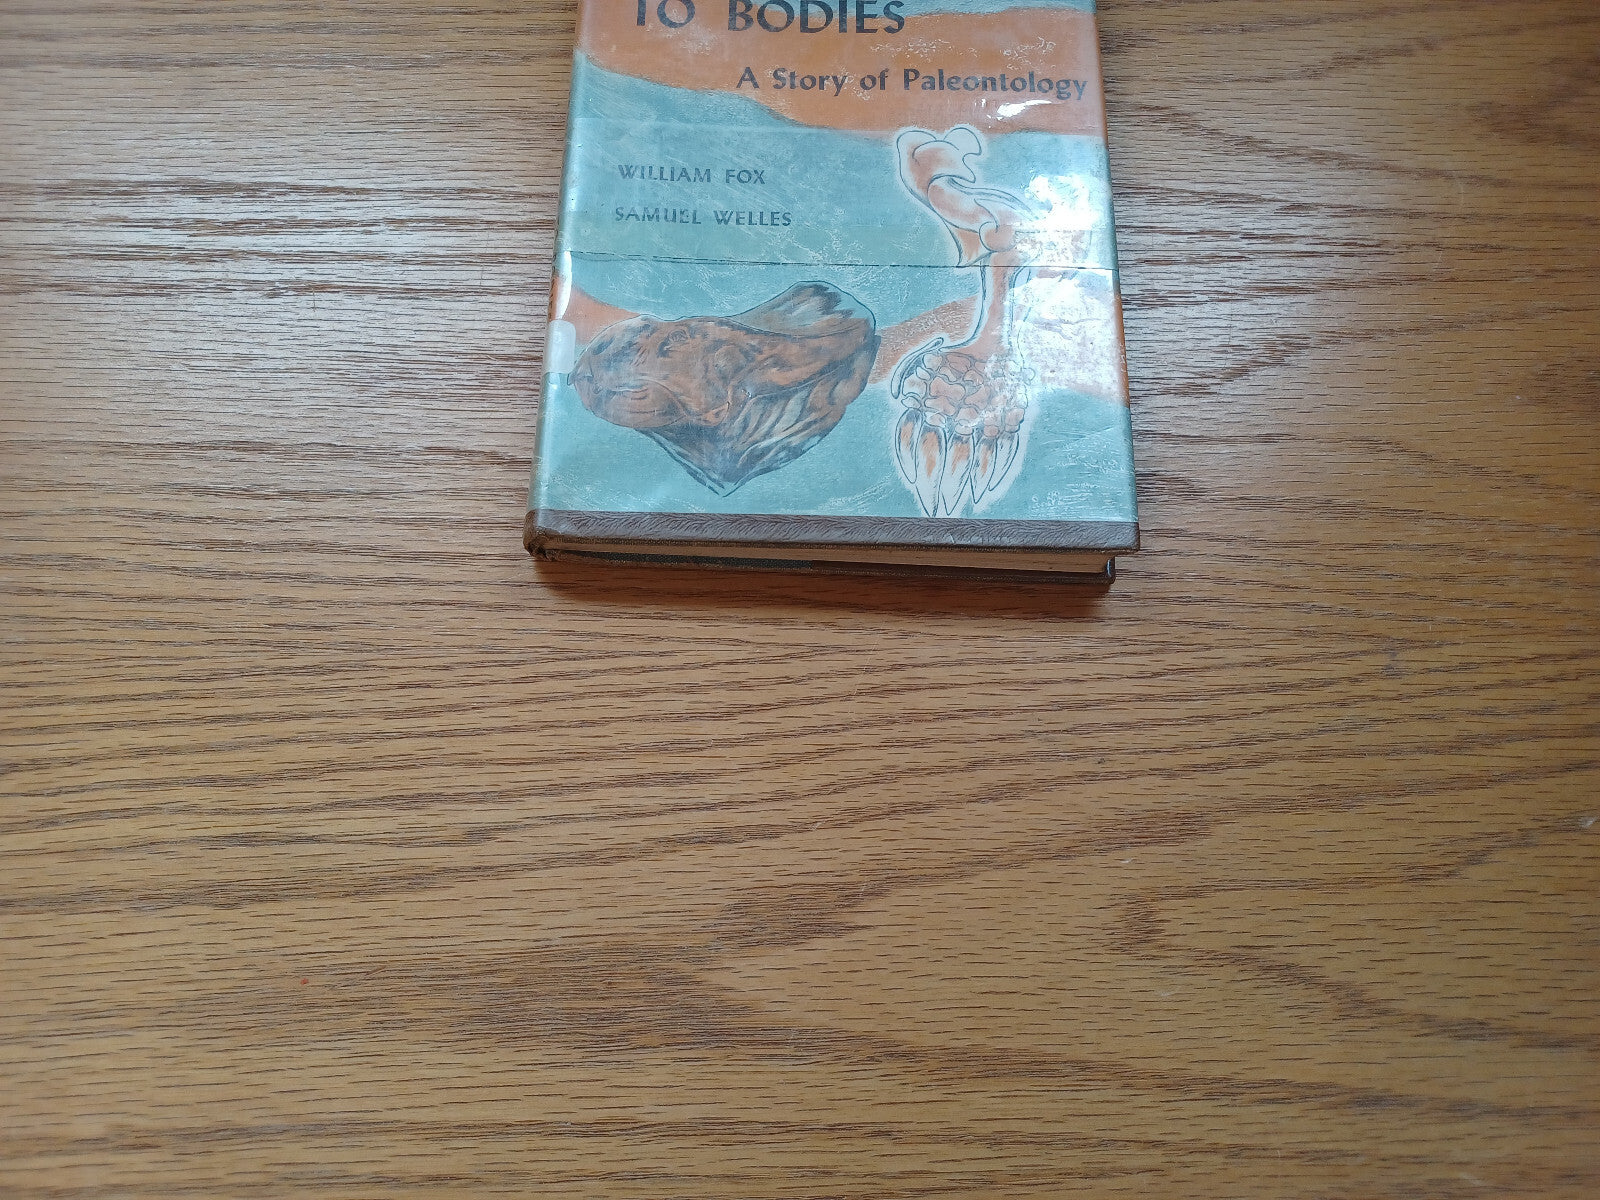 TO BODIES
A Story of Paleontology
WILLIAM FOX
SAMUEL WELLES